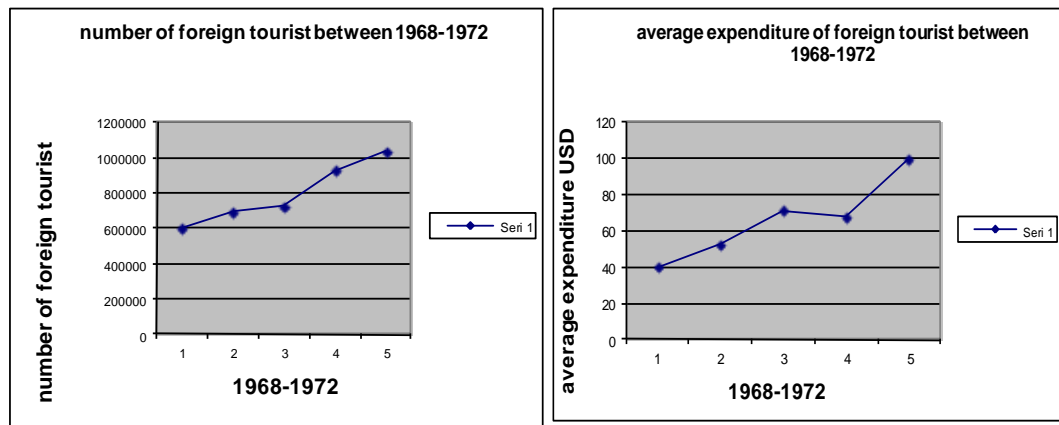 number of foreign tourist between 1968-1972
number of foreign tourist
1200000
1000000
800000
600000
400000
200000
0
1 2 3 4 5
1968-1972
Seri 1
average expenditure of foreign tourist between
1968-1972
average expenditure USD
120
100
80
60
40
20
0
1 2 3 4 5
1968-1972
Seri 1